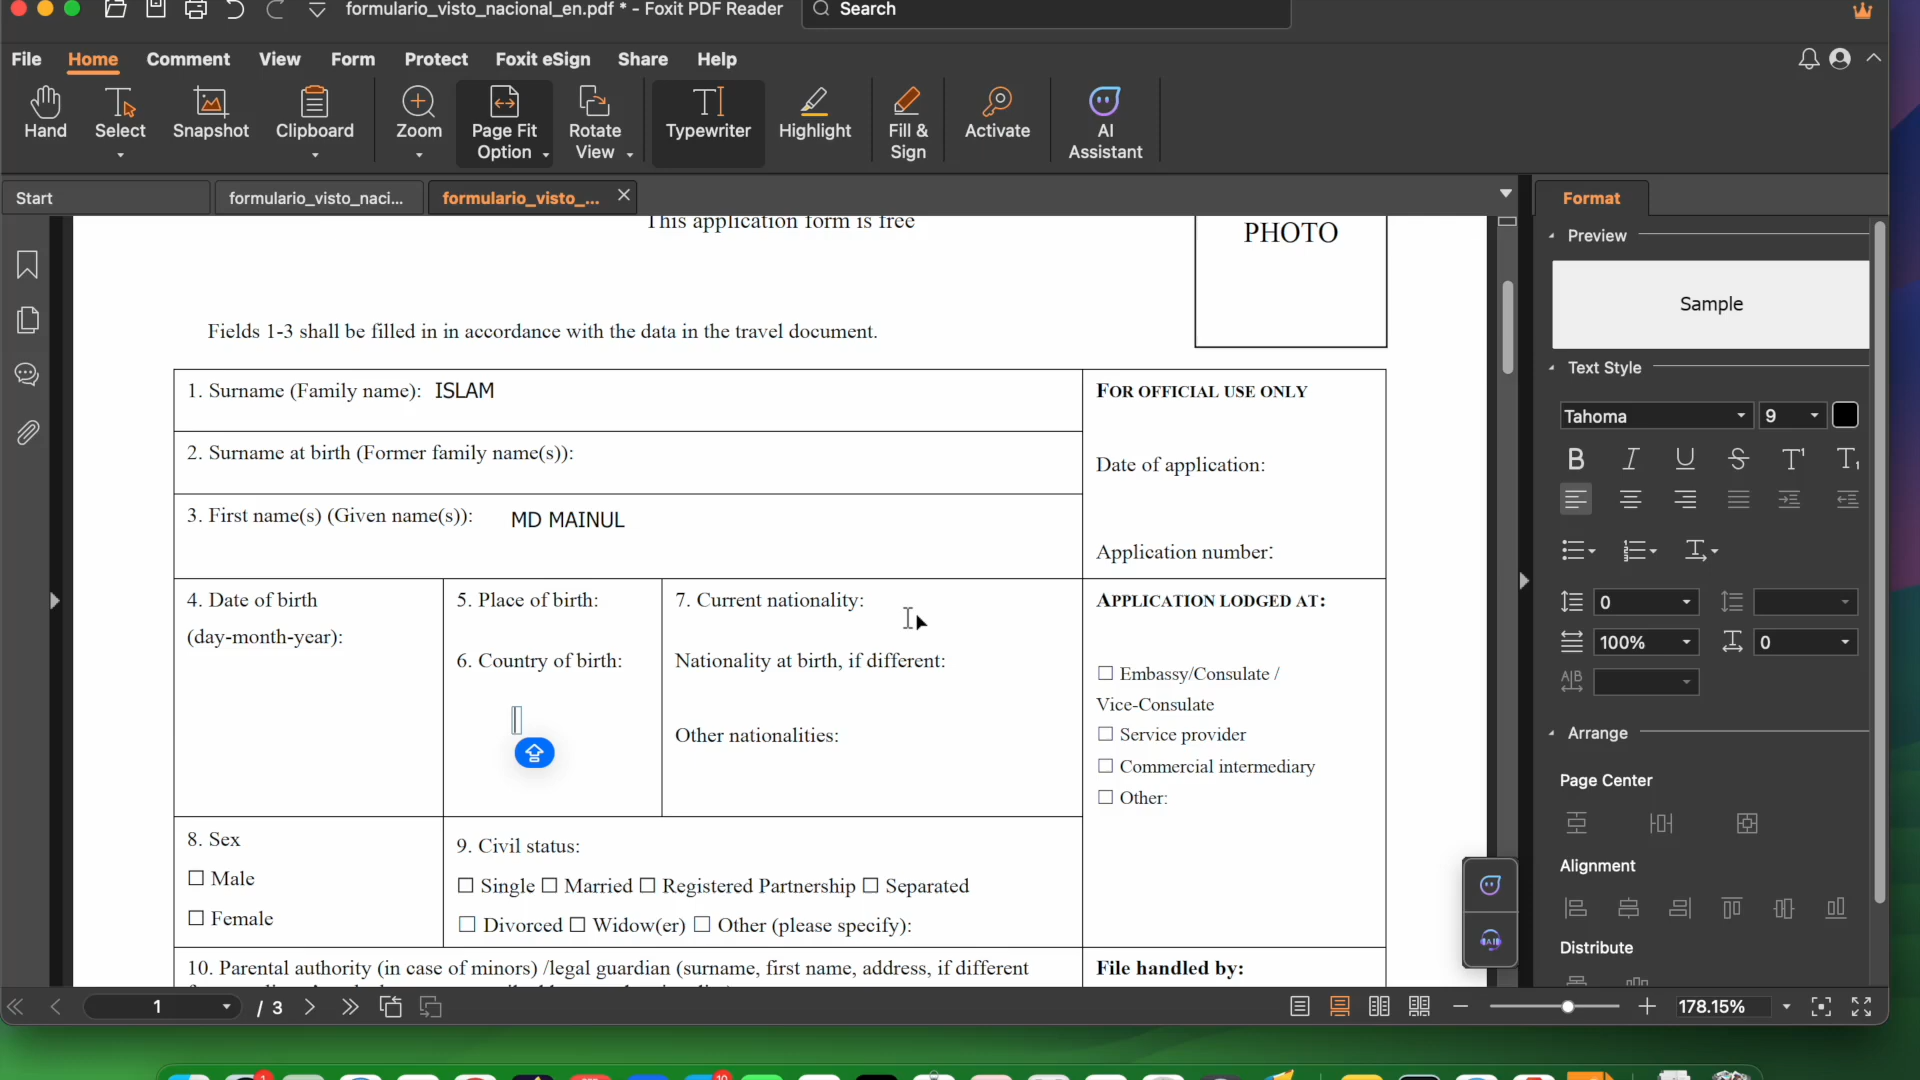 formulario_visto_nacional_en.pdf * - Foxit PDF Reader
Search
File Home Comment View Form Protect Foxit eSign Share Help
Hand Select Snapshot Clipboard Zoom Page Fit Option Rotate View Typewriter Highlight Fill & Sign Activate AI Assistant
Start formulario_visto_naci... formulario_visto_...
This application form is free
PHOTO
Fields 1-3 shall be filled in in accordance with the data in the travel document.
1. Surname (Family name): ISLAM
2. Surname at birth (Former family name(s)):
3. First name(s) (Given name(s)): MD MAINUL
4. Date of birth
(day-month-year):
5. Place of birth:
6. Country of birth:
7. Current nationality:
Nationality at birth, if different:
Other nationalities:
8. Sex
☐ Male
☐ Female
9. Civil status:
☐ Single ☐ Married ☐ Registered Partnership ☐ Separated
☐ Divorced ☐ Widow(er) ☐ Other (please specify):
10. Parental authority (in case of minors) /legal guardian (surname, first name, address, if different
FOR OFFICIAL USE ONLY
Date of application:
Application number:
APPLICATION LODGED AT:
☐ Embassy/Consulate /
Vice-Consulate
☐ Service provider
☐ Commercial intermediary
☐ Other:
File handled by:
Format
Preview
Sample
Text Style
Tahoma 9
0
100% 0
Arrange
Page Center
Alignment
Distribute
1 / 3
178.15%
1
10